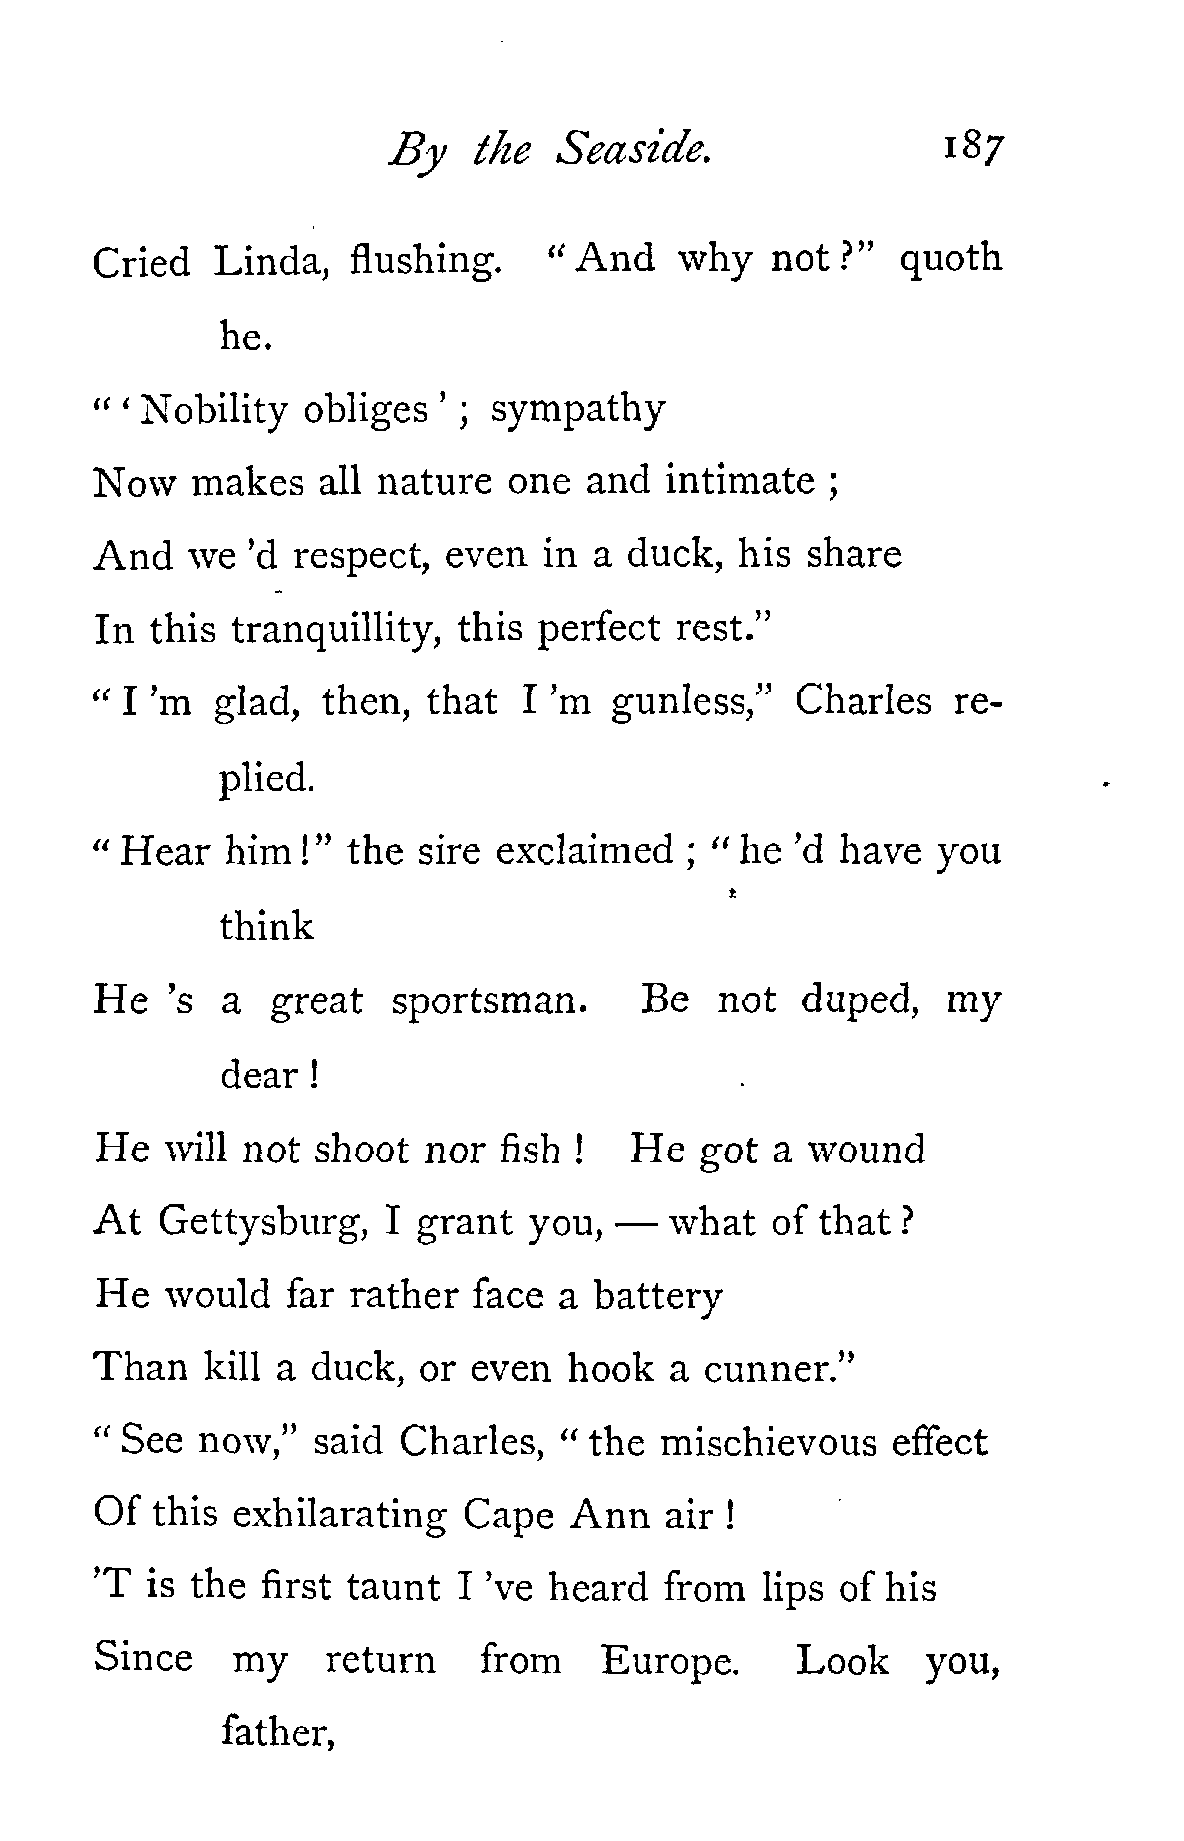 By the Seaside. 187
Cried Linda, flushing. “ And why not ?” quoth
he.
“ ‘ Nobility obliges ’ ; sympathy
Now makes all nature one and intimate ;
And we ’d respect, even in a duck, his share
In this tranquillity, this perfect rest.”
“ I ’m glad, then, that I ’m gunless,” Charles re-
plied.
“ Hear him !” the sire exclaimed ; “ he ’d have you
think
He ’s a great sportsman. Be not duped, my
dear !
He will not shoot nor fish ! He got a wound
At Gettysburg, I grant you, — what of that ?
He would far rather face a battery
Than kill a duck, or even hook a cunner.”
“ See now,” said Charles, “ the mischievous effect
Of this exhilarating Cape Ann air !
’T is the first taunt I ’ve heard from lips of his
Since my return from Europe. Look you,
father,